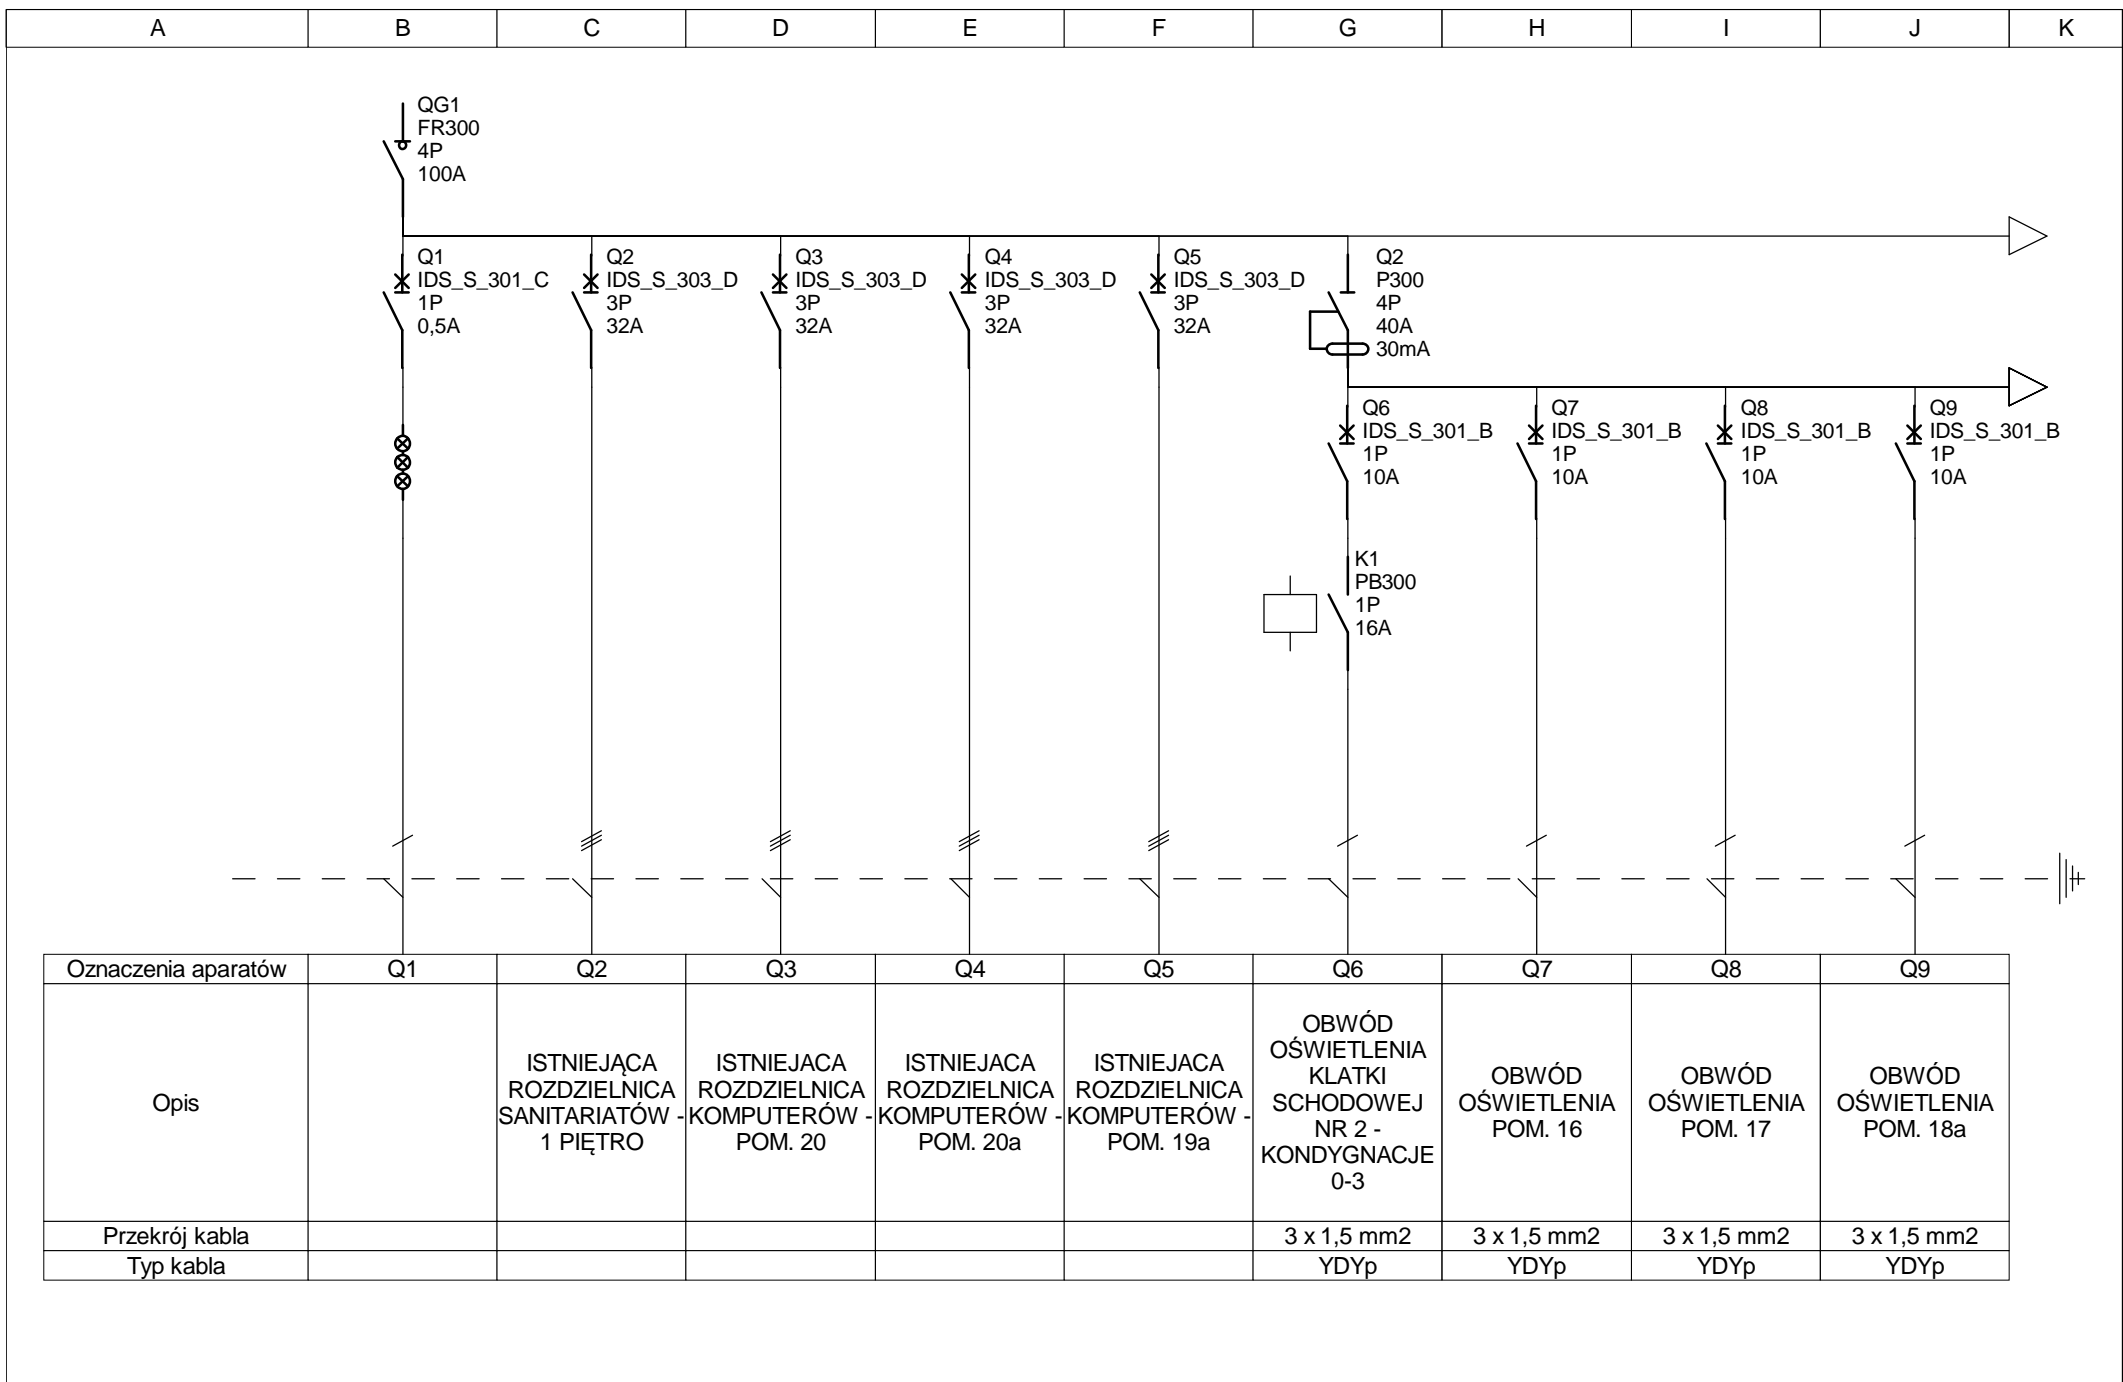 A B C D E F G H I J K
QG1
FR300
4P
100A
Q1
IDS_S_301_C
1P
0,5A
Q2
IDS_S_303_D
3P
32A
Q3
IDS_S_303_D
3P
32A
Q4
IDS_S_303_D
3P
32A
Q5
IDS_S_303_D
3P
32A
Q2
P300
4P
40A
30mA
Q6
IDS_S_301_B
1P
10A
Q7
IDS_S_301_B
1P
10A
Q8
IDS_S_301_B
1P
10A
Q9
IDS_S_301_B
1P
10A
K1
PB300
1P
16A
Oznaczenia aparatów Q1 Q2 Q3 Q4 Q5 Q6 Q7 Q8 Q9
Opis
ISTNIEJĄCA
ROZDZIELNICA
SANITARIATÓW -
1 PIĘTRO
ISTNIEJACA
ROZDZIELNICA
KOMPUTERÓW -
POM. 20
ISTNIEJACA
ROZDZIELNICA
KOMPUTERÓW -
POM. 20a
ISTNIEJACA
ROZDZIELNICA
KOMPUTERÓW -
POM. 19a
OBWÓD
OŚWIETLENIA
KLATKI
SCHODOWEJ
NR 2 -
KONDYGNACJE
0-3
OBWÓD
OŚWIETLENIA
POM. 16
OBWÓD
OŚWIETLENIA
POM. 17
OBWÓD
OŚWIETLENIA
POM. 18a
Przekrój kabla 3 x 1,5 mm2 3 x 1,5 mm2 3 x 1,5 mm2 3 x 1,5 mm2
Typ kabla YDYp YDYp YDYp YDYp